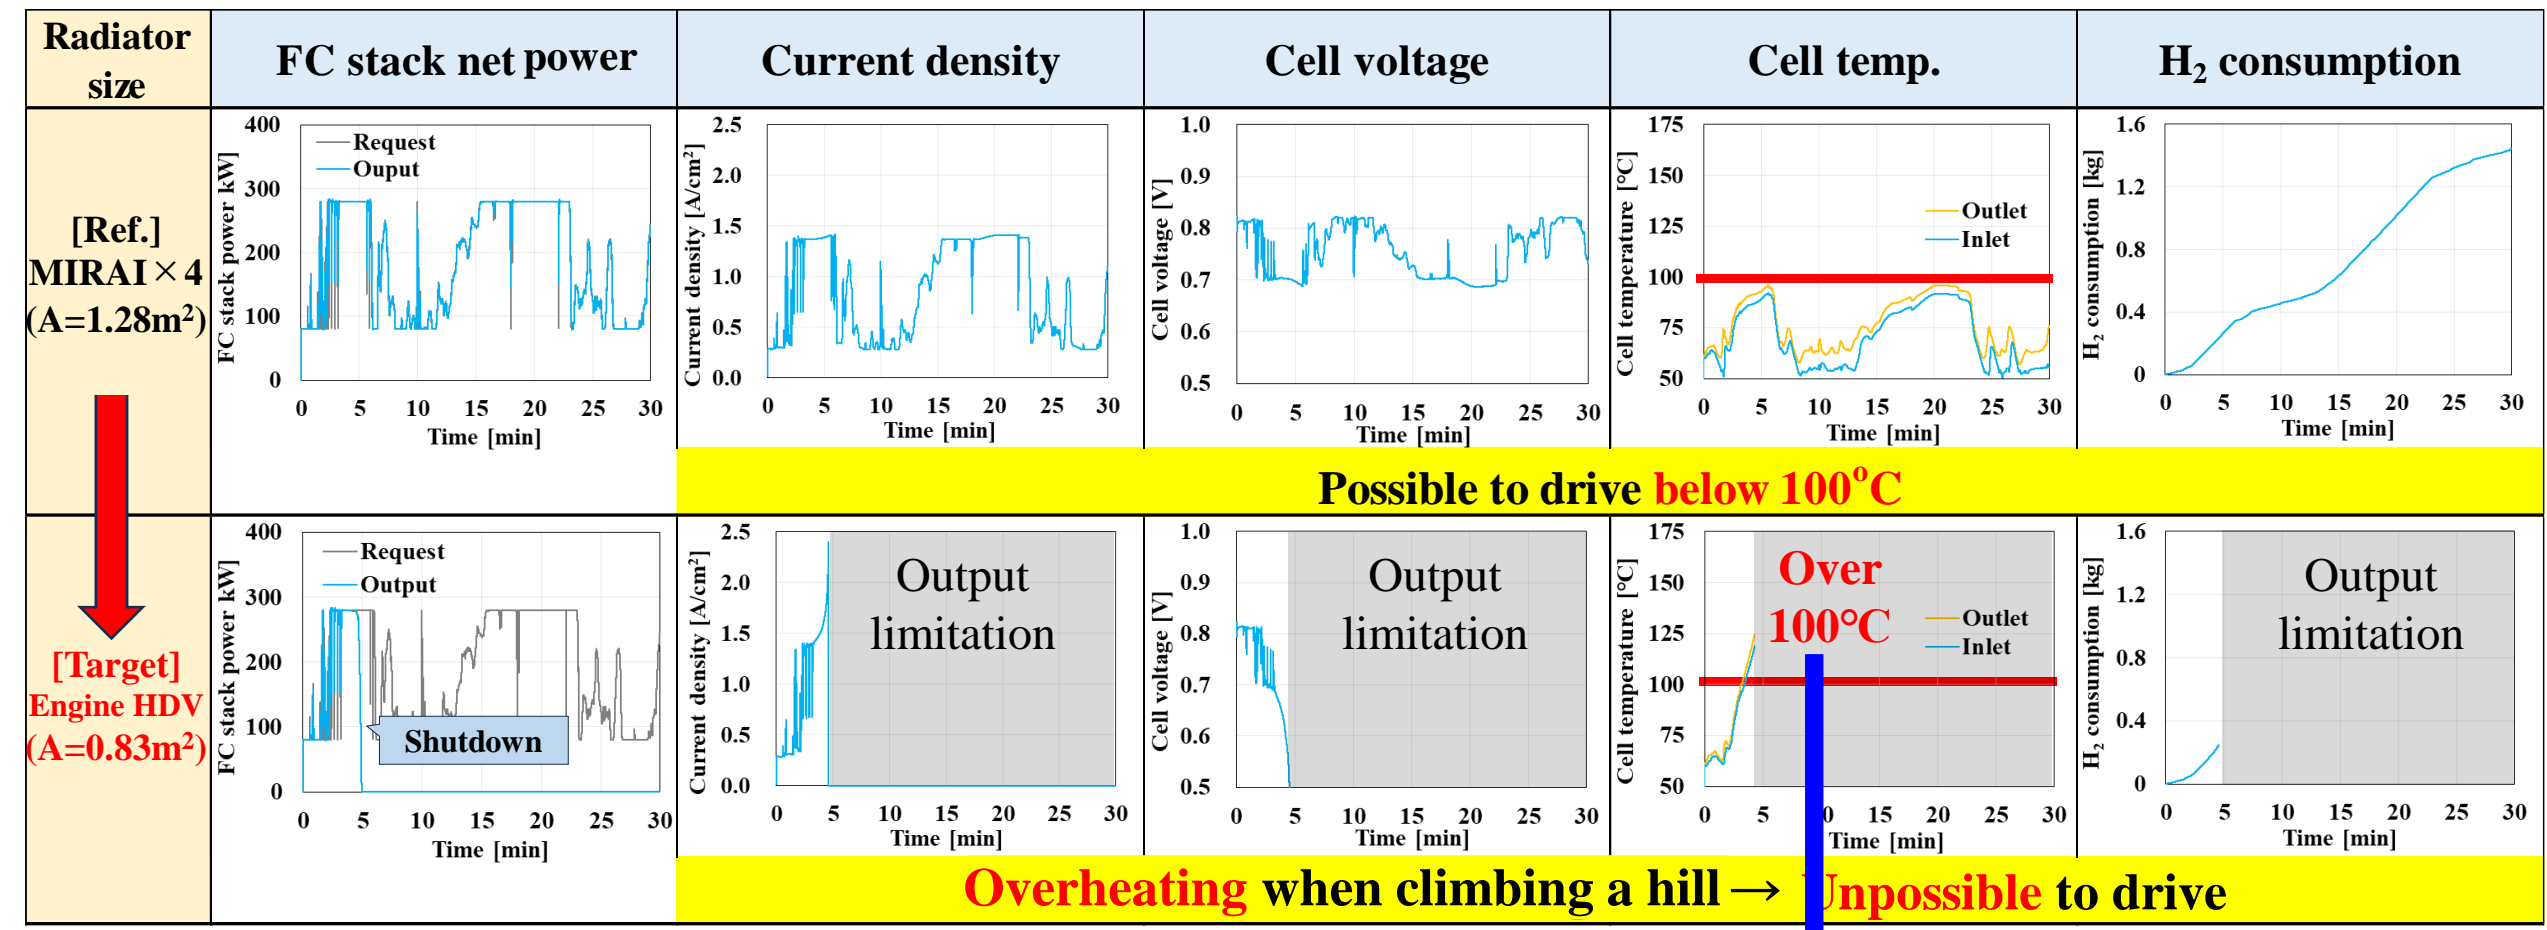 Radiator size
FC stack net power
Current density
Cell voltage
Cell temp.
H₂ consumption
[Ref.]
MIRAI×4
(A=1.28m²)
FC stack power kW]
400
300
200
100
0
Request
Ouput
0 5 10 15 20 25 30
Time [min]
Current density [A/cm²]
2.5
2.0
1.5
1.0
0.5
0.0
0 5 10 15 20 25 30
Time [min]
Cell voltage [V]
1.0
0.9
0.8
0.7
0.6
0.5
0 5 10 15 20 25 30
Time [min]
Cell temperature [°C]
175
150
125
100
75
50
Outlet
Inlet
0 5 10 15 20 25 30
Time [min]
H₂ consumption [kg]
1.6
1.2
0.8
0.4
0
0 5 10 15 20 25 30
Time [min]
Possible to drive below 100°C
[Target]
Engine HDV
(A=0.83m²)
FC stack power kW]
400
300
200
100
0
Request
Output
Shutdown
0 5 10 15 20 25 30
Time [min]
Current density [A/cm²]
2.5
2.0
1.5
1.0
0.5
0.0
Output
limitation
0 5 10 15 20 25 30
Time [min]
Cell voltage [V]
1.0
0.9
0.8
0.7
0.6
0.5
Output
limitation
0 5 10 15 20 25 30
Time [min]
Cell temperature [°C]
175
150
125
100
75
50
Over
100°C
Outlet
Inlet
0 5 0 15 20 25 30
Time [min]
H₂ consumption [kg]
1.6
1.2
0.8
0.4
0
Output
limitation
0 5 10 15 20 25 30
Time [min]
Overheating when climbing a hill→ Unpossible to drive